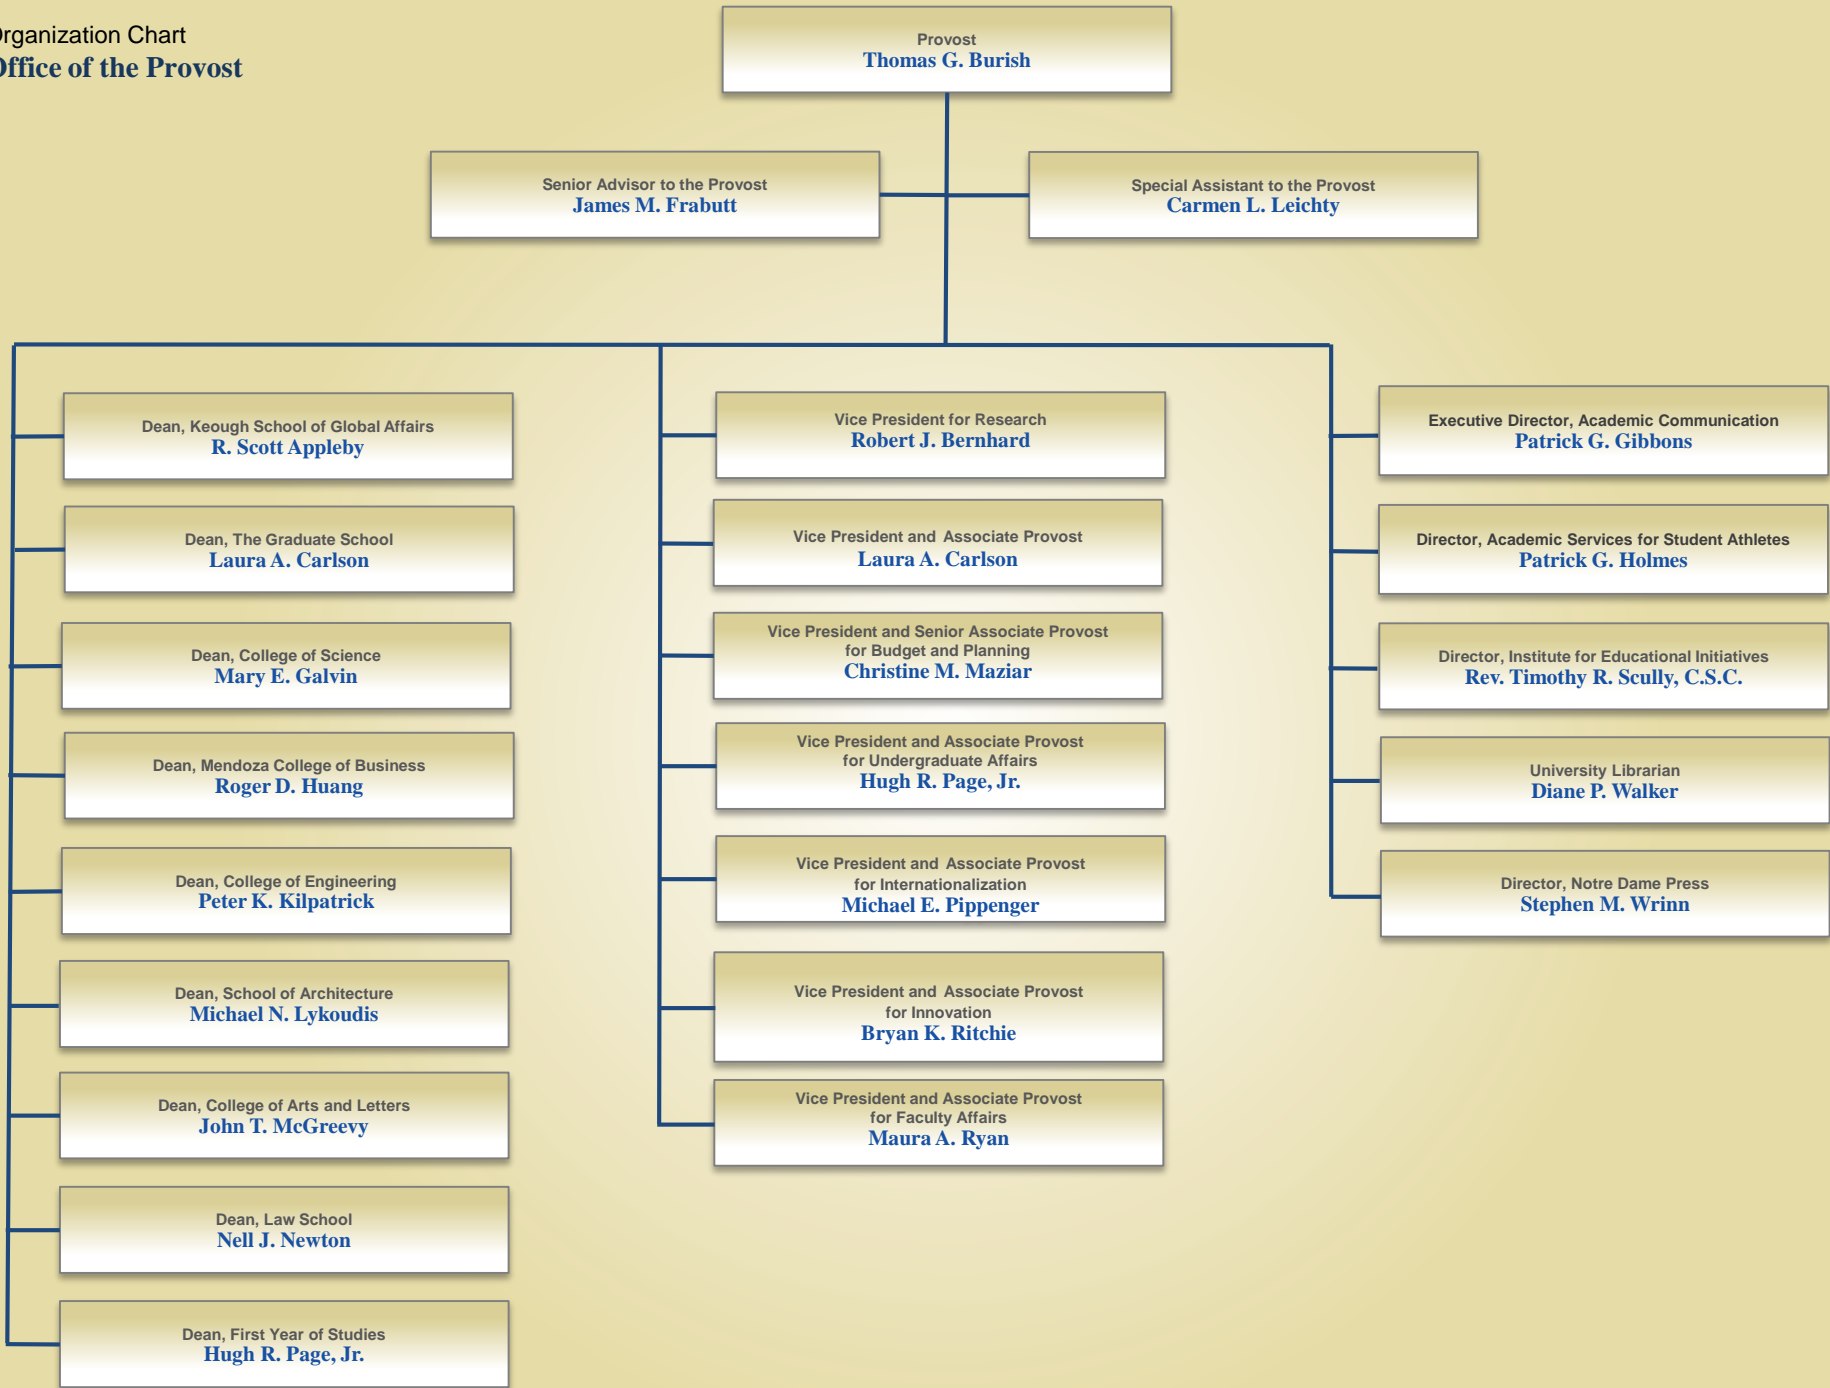 Organization Chart
Office of the Provost
Provost
Thomas G. Burish
Senior Advisor to the Provost
James M. Frabutt
Special Assistant to the Provost
Carmen L. Leichty
Dean, Keough School of Global Affairs
R. Scott Appleby
Dean, The Graduate School
Laura A. Carlson
Dean, College of Science
Mary E. Galvin
Dean, Mendoza College of Business
Roger D. Huang
Dean, College of Engineering
Peter K. Kilpatrick
Dean, School of Architecture
Michael N. Lykoudis
Dean, College of Arts and Letters
John T. McGreevy
Dean, Law School
Nell J. Newton
Dean, First Year of Studies
Hugh R. Page, Jr.
Vice President for Research
Robert J. Bernhard
Vice President and Associate Provost
Laura A. Carlson
Vice President and Senior Associate Provost
for Budget and Planning
Christine M. Maziar
Vice President and Associate Provost
for Undergraduate Affairs
Hugh R. Page, Jr.
Vice President and Associate Provost
for Internationalization
Michael E. Pippenger
Vice President and Associate Provost
for Innovation
Bryan K. Ritchie
Vice President and Associate Provost
for Faculty Affairs
Maura A. Ryan
Executive Director, Academic Communication
Patrick G. Gibbons
Director, Academic Services for Student Athletes
Patrick G. Holmes
Director, Institute for Educational Initiatives
Rev. Timothy R. Scully, C.S.C.
University Librarian
Diane P. Walker
Director, Notre Dame Press
Stephen M. Wrinn